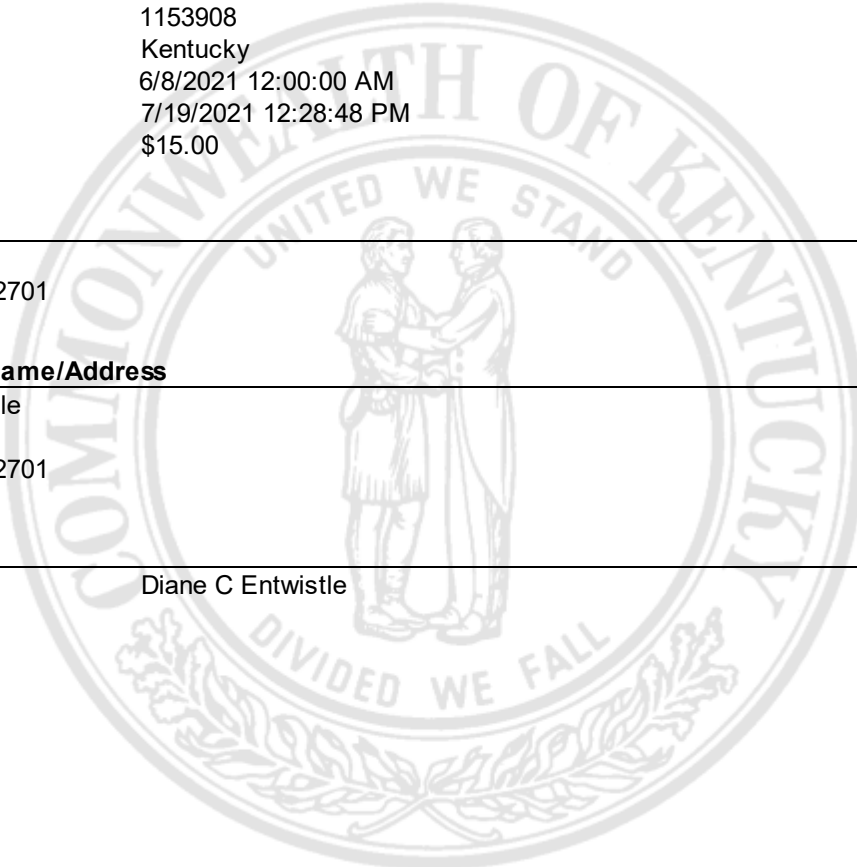 1153908
Kentucky
6/8/2021 12:00:00 AM
7/19/2021 12:28:48 PM
$15.00
2701
ame/Address
le
2701
Diane C Entwistle
COMMONWEALTH OF KENTUCKY
UNITED WE STAND
DIVIDED WE FALL